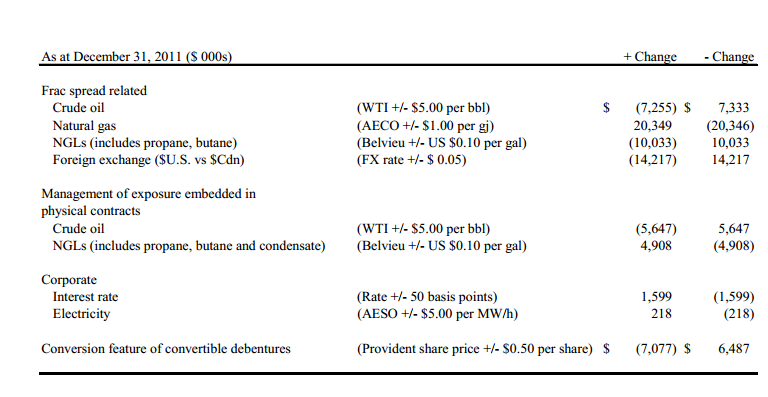 As at December 31, 2011 ($ 000s) + Change - Change
Frac spread related
Crude oil (WTI +/- $5.00 per bbl) $ (7,255) $ 7,333
Natural gas (AECO +/- $1.00 per gj) 20,349 (20,346)
NGLs (includes propane, butane) (Belvieu +/- US $0.10 per gal) (10,033) 10,033
Foreign exchange ($U.S. vs $Cdn) (FX rate +/- $ 0.05) (14,217) 14,217
Management of exposure embedded in
physical contracts
Crude oil (WTI +/- $5.00 per bbl) (5,647) 5,647
NGLs (includes propane, butane and condensate) (Belvieu +/- US $0.10 per gal) 4,908 (4,908)
Corporate
Interest rate (Rate +/- 50 basis points) 1,599 (1,599)
Electricity (AESO +/- $5.00 per MW/h) 218 (218)
Conversion feature of convertible debentures (Provident share price +/- $0.50 per share) $ (7,077) $ 6,487